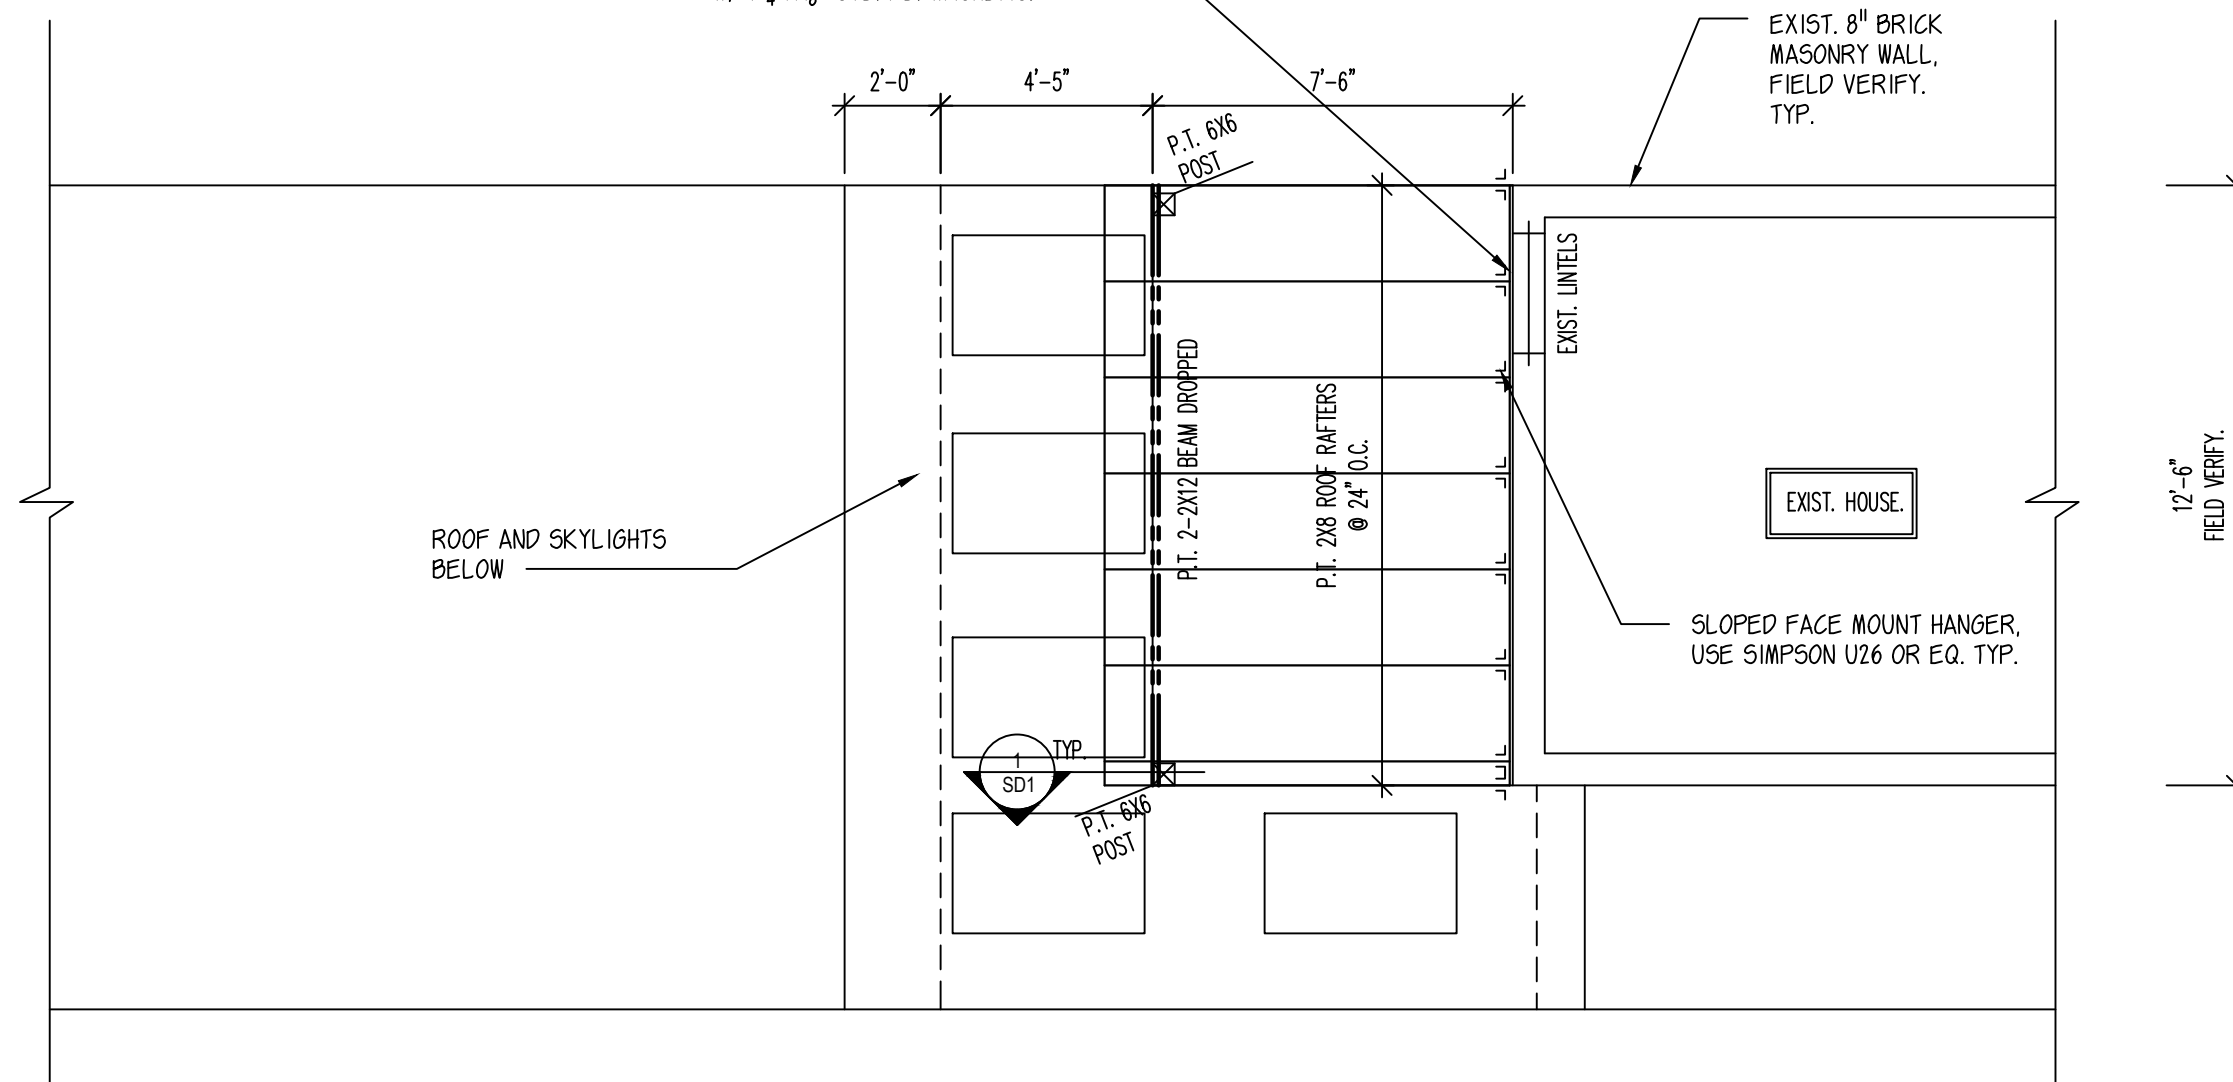 EXIST. 8" BRICK
MASONRY WALL,
FIELD VERIFY.
TYP.
2'-0"
4'-5"
7'-6"
P.T. 6X6
POST
EXIST. LINTELS
P.T. 2-2X12 BEAM DROPPED
P.T. 2X8 ROOF RAFTERS
@ 24" O.C.
EXIST. HOUSE.
12'-6"
FIELD VERIFY.
ROOF AND SKYLIGHTS
BELOW
SLOPED FACE MOUNT HANGER,
USE SIMPSON U26 OR EQ. TYP.
1
SD1
TYP.
P.T. 6X6
POST